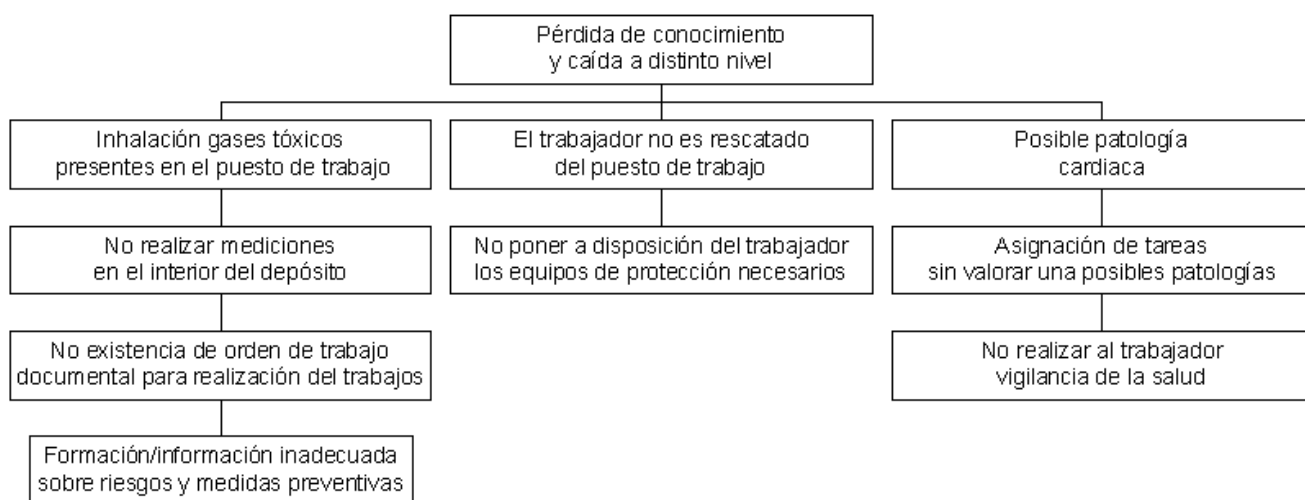 Pérdida de conocimiento
y caída a distinto nivel
Inhalación gases tóxicos
presentes en el puesto de trabajo
El trabajador no es rescatado
del puesto de trabajo
Posible patología
cardiaca
No realizar mediciones
en el interior del depósito
No poner a disposición del trabajador
los equipos de protección necesarios
Asignación de tareas
sin valorar una posibles patologías
No existencia de orden de trabajo
documental para realización del trabajos
No realizar al trabajador
vigilancia de la salud
Formación/información inadecuada
sobre riesgos y medidas preventivas